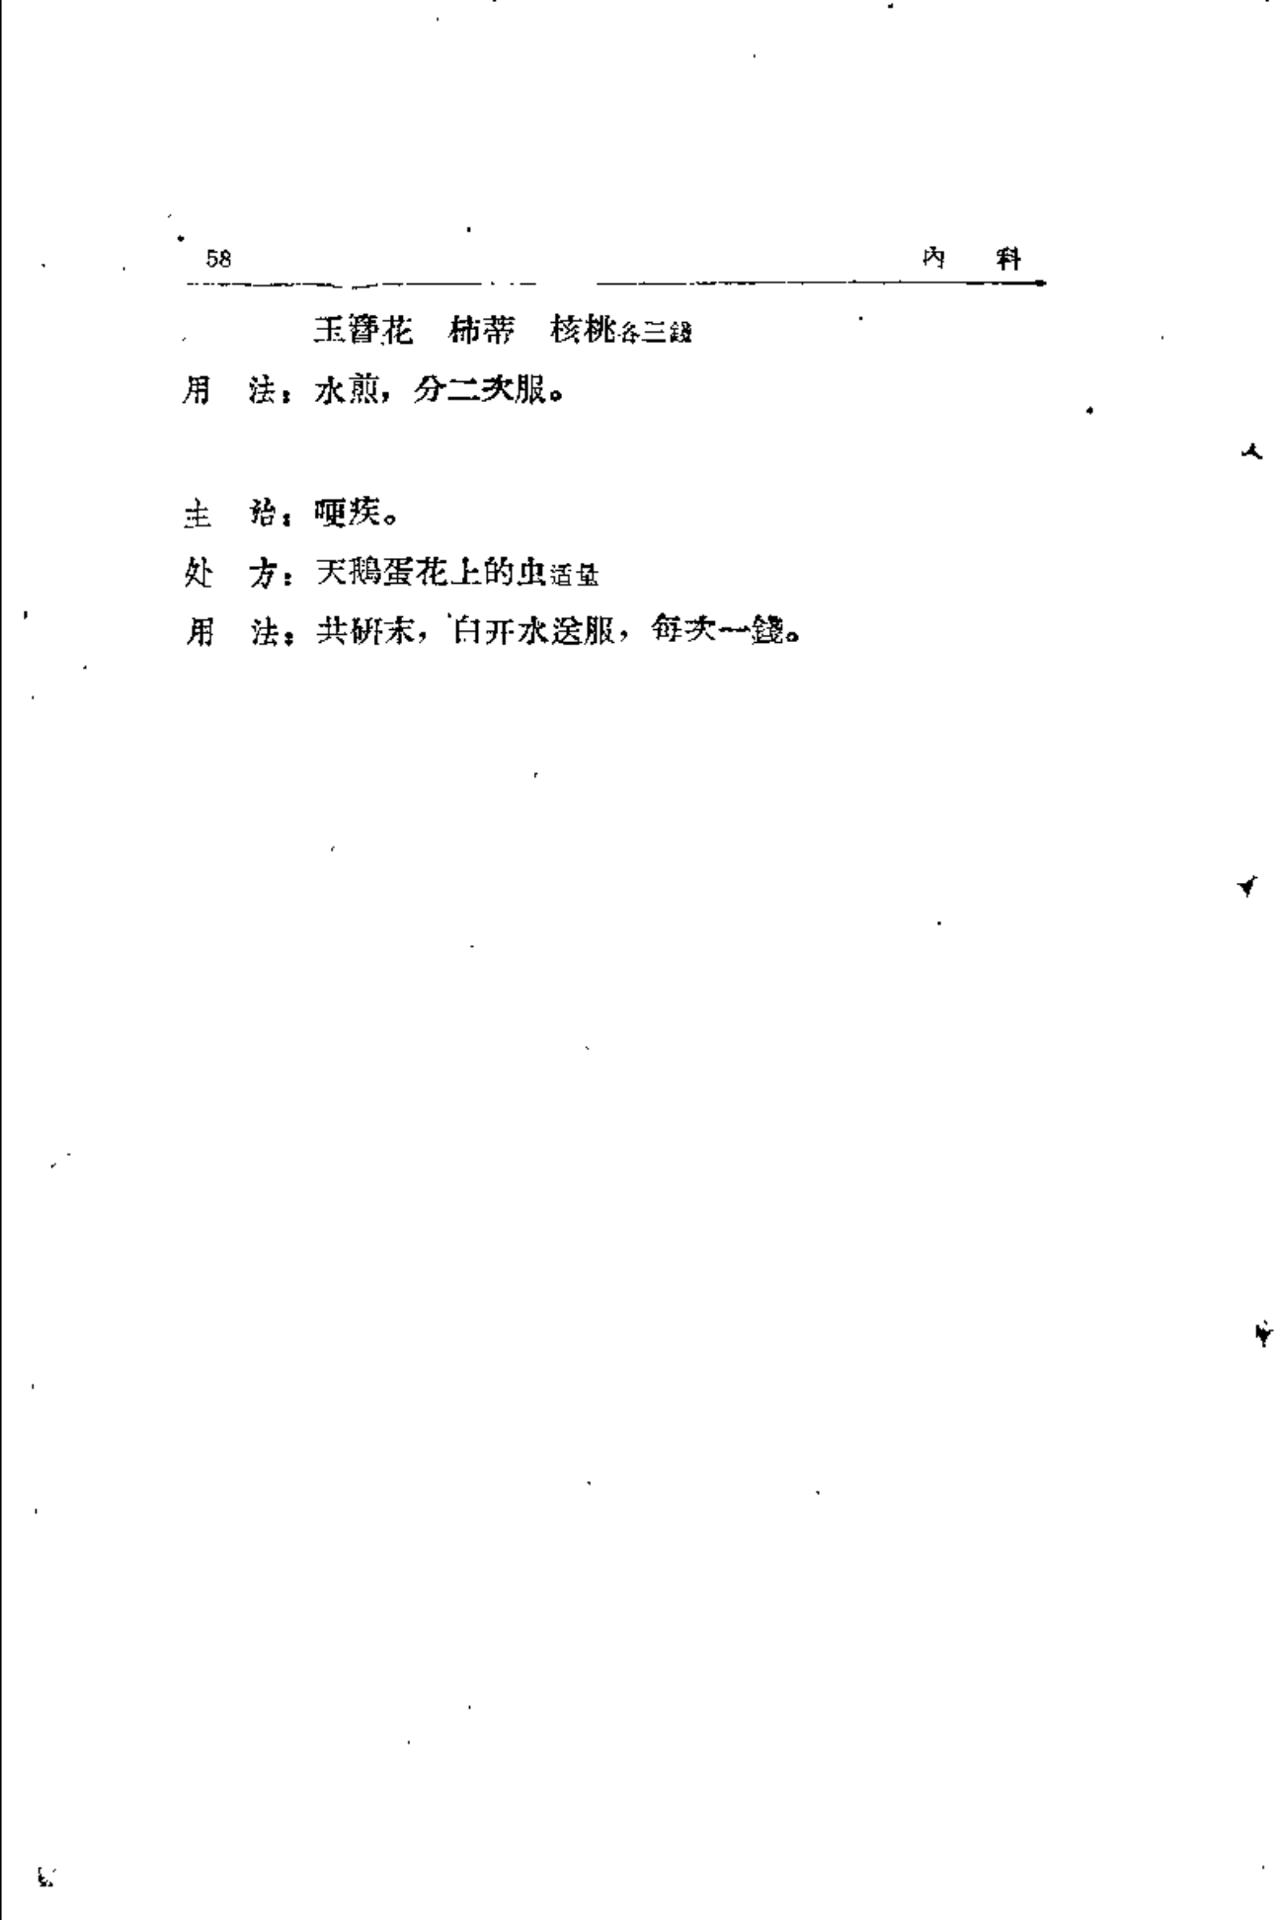 58 內 科
玉簪花 柿蒂 核桃各三錢
用 法：水煎，分二次服。
主 治：哽疾。
处 方：天鵝蛋花上的虫适量
用 法：共研末，白开水送服，每次一錢。